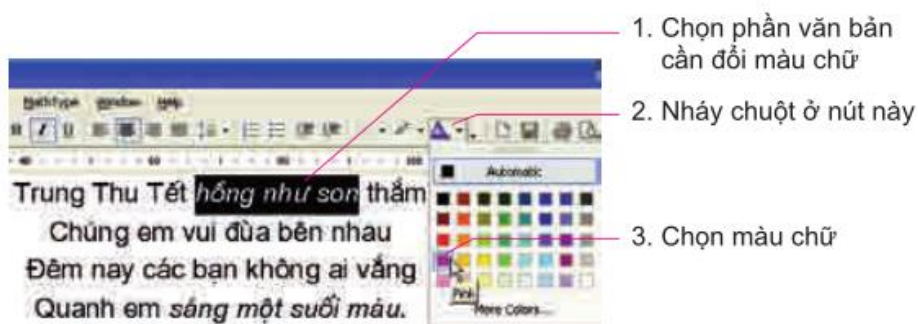 1. Chọn phần văn bản
cần đổi màu chữ
MathType Window Help
2. Nháy chuột ở nút này
Automatic
Trung Thu Tết hồng như son thắm
Chúng em vui đùa bên nhau
3. Chọn màu chữ
Đêm nay các bạn không ai vắng
Pink
Quanh em sáng một suối màu.
More Colors...